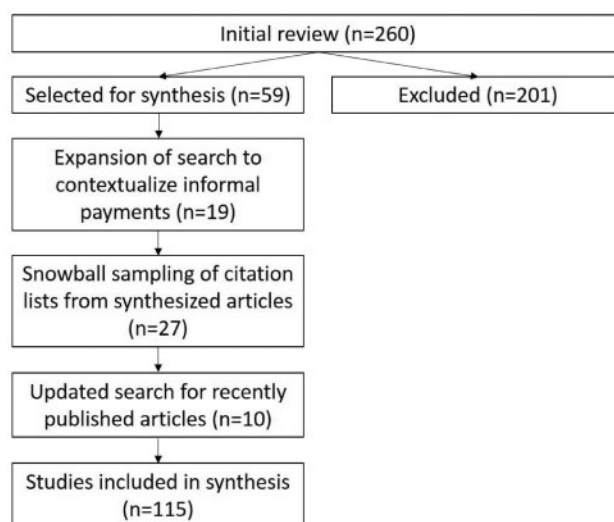 Initial review (n=260)
Selected for synthesis (n=59)
Excluded (n=201)
Expansion of search to
contextualize informal
payments (n=19)
Snowball sampling of citation
lists from synthesized articles
(n=27)
Updated search for recently
published articles (n=10)
Studies included in synthesis
(n=115)